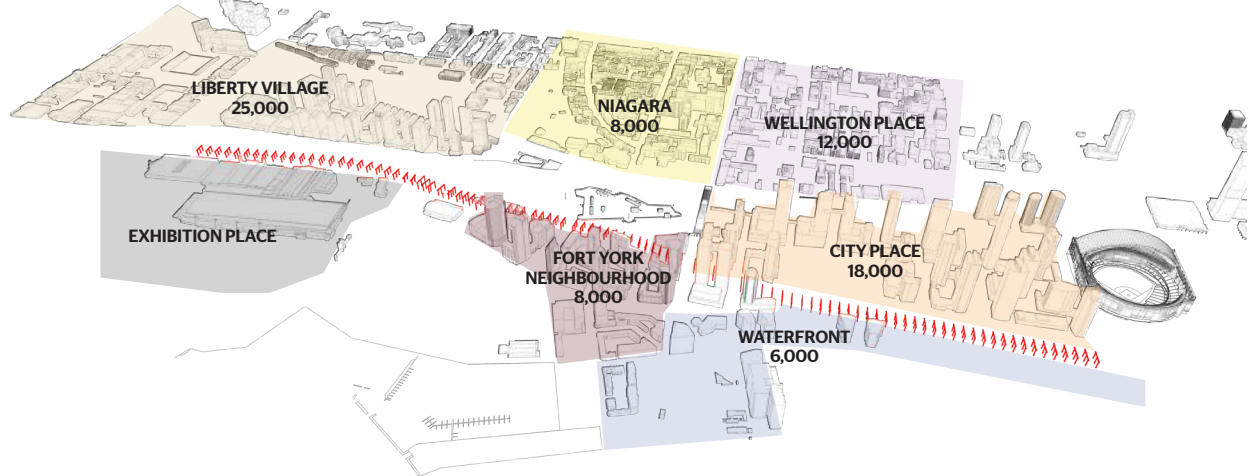 LIBERTY VILLAGE
25,000
NIAGARA
8,000
WELLINGTON PLACE
12,000
EXHIBITION PLACE
FORT YORK
NEIGHBOURHOOD
8,000
CITY PLACE
18,000
WATERFRONT
6,000